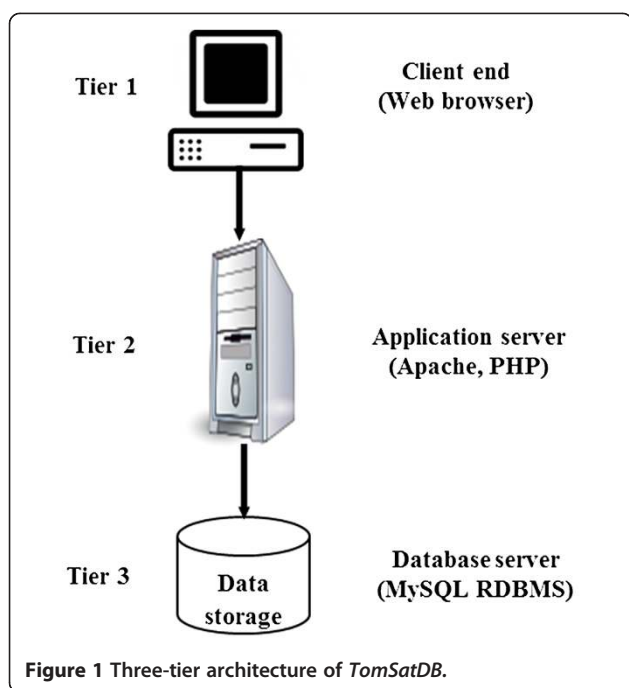 Tier 1
Client end
(Web browser)
Tier 2
Application server
(Apache, PHP)
Tier 3
Data
storage
Database server
(MySQL RDBMS)
Figure 1 Three-tier architecture of TomSatDB.